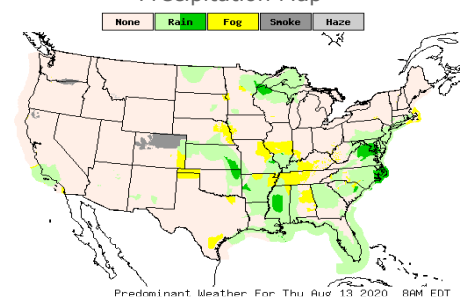 Precipitation Map
None Rain Fog Smoke Haze
Predominant Weather For Thu Aug 13 2020 8AM EDT